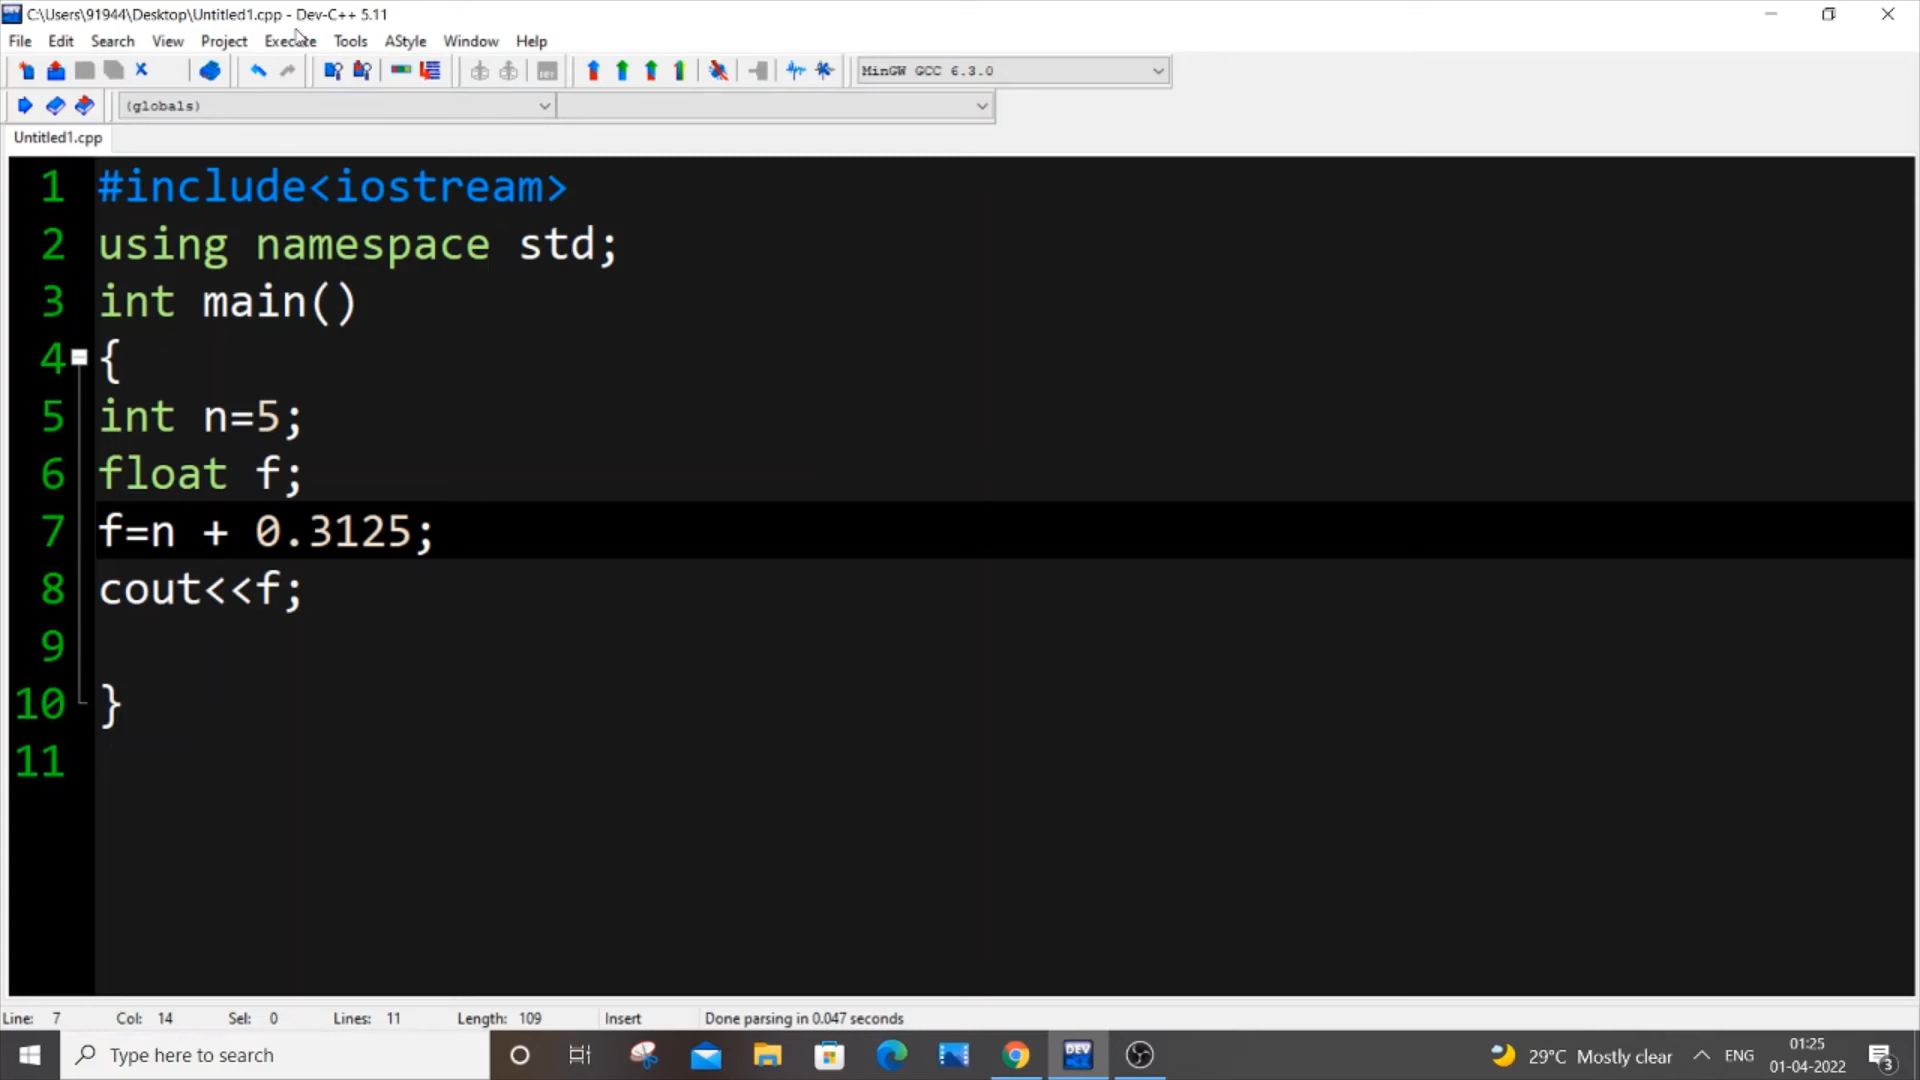 C:\Users\91944\Desktop\Untitled1.cpp - Dev-C++ 5.11
File Edit Search View Project Execute Tools AStyle Window Help
MinGW GCC 6.3.0
(globals)
Untitled1.cpp
1 #include<iostream>
2 using namespace std;
3 int main()
4 {
5 int n=5;
6 float f;
7 f=n + 0.3125;
8 cout<<f;
9
10 }
11
Line: 7 Col: 14 Sel: 0 Lines: 11 Length: 109 Insert Done parsing in 0.047 seconds
Type here to search
DEV
29°C Mostly clear
ENG
01:25
01-04-2022
3